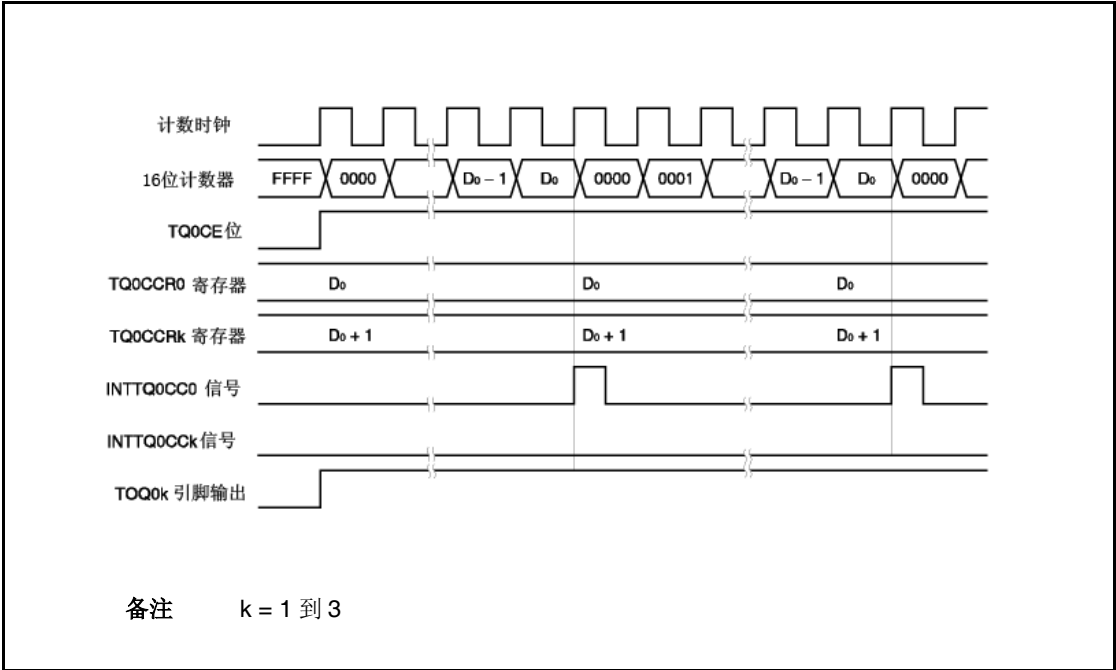 计数时钟
16位计数器 FFFF 0000 D0 – 1 D0 0000 0001 D0 – 1 D0 0000
TQ0CE位
TQ0CCR0 寄存器 D0 D0 D0
TQ0CCRk 寄存器 D0 + 1 D0 + 1 D0 + 1
INTTQ0CC0 信号
INTTQ0CCk信号
TOQ0k 引脚输出
备注 k = 1 到 3